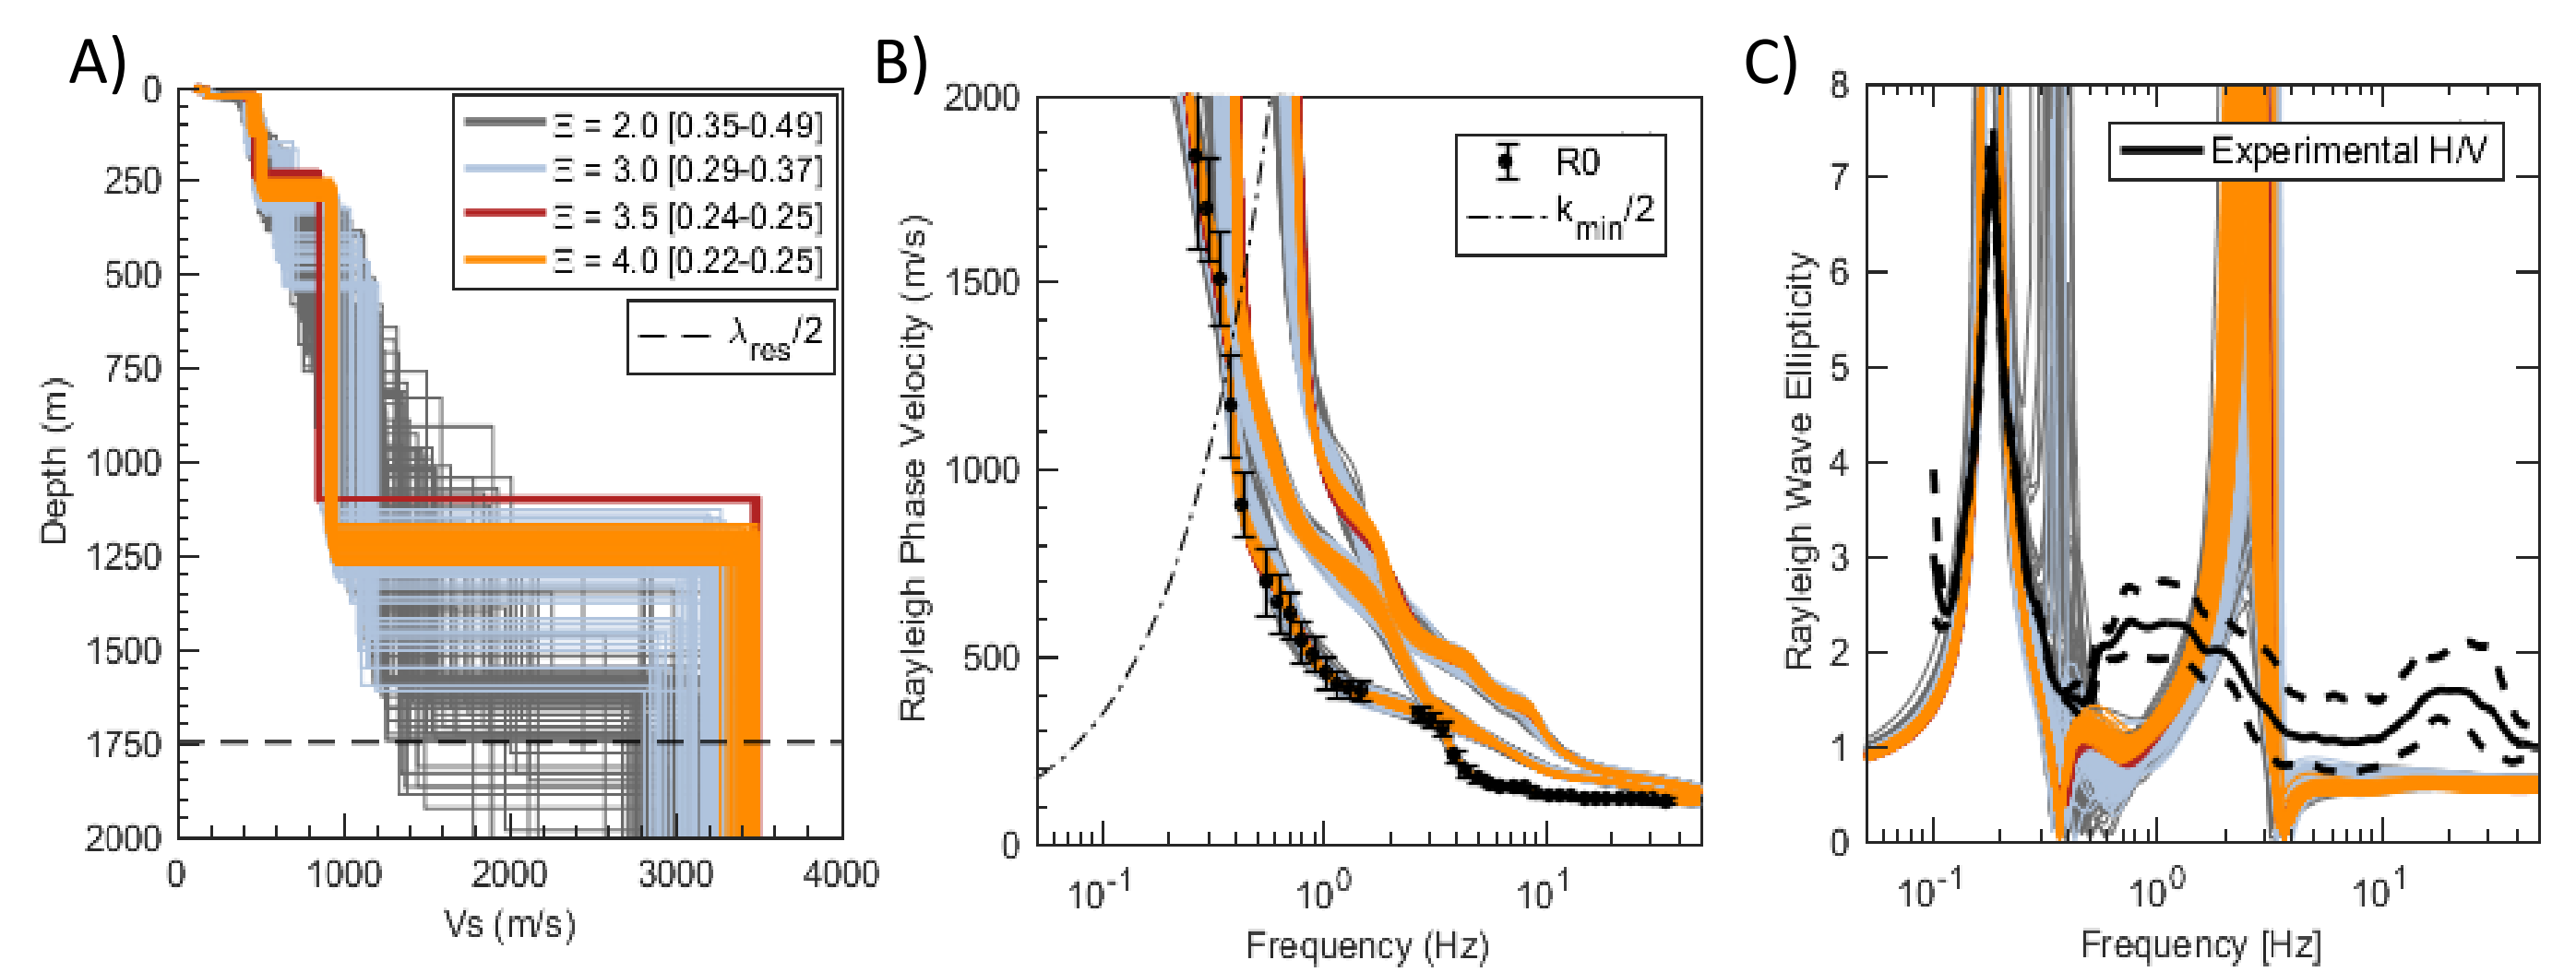 A)
0
250
500
750
1000
1250
1500
1750
2000
Depth (m)
0
1000
2000
3000
4000
Vs (m/s)
Ξ = 2.0 [0.35-0.49]
Ξ = 3.0 [0.29-0.37]
Ξ = 3.5 [0.24-0.25]
Ξ = 4.0 [0.22-0.25]
λres/2
B)
2000
1500
1000
500
0
Rayleigh Phase Velocity (m/s)
10-1
100
101
Frequency (Hz)
R0
kmin/2
C)
8
7
6
5
4
3
2
1
0
Rayleigh Wave Ellipticity
10-1
100
101
Frequency [Hz]
Experimental H/V